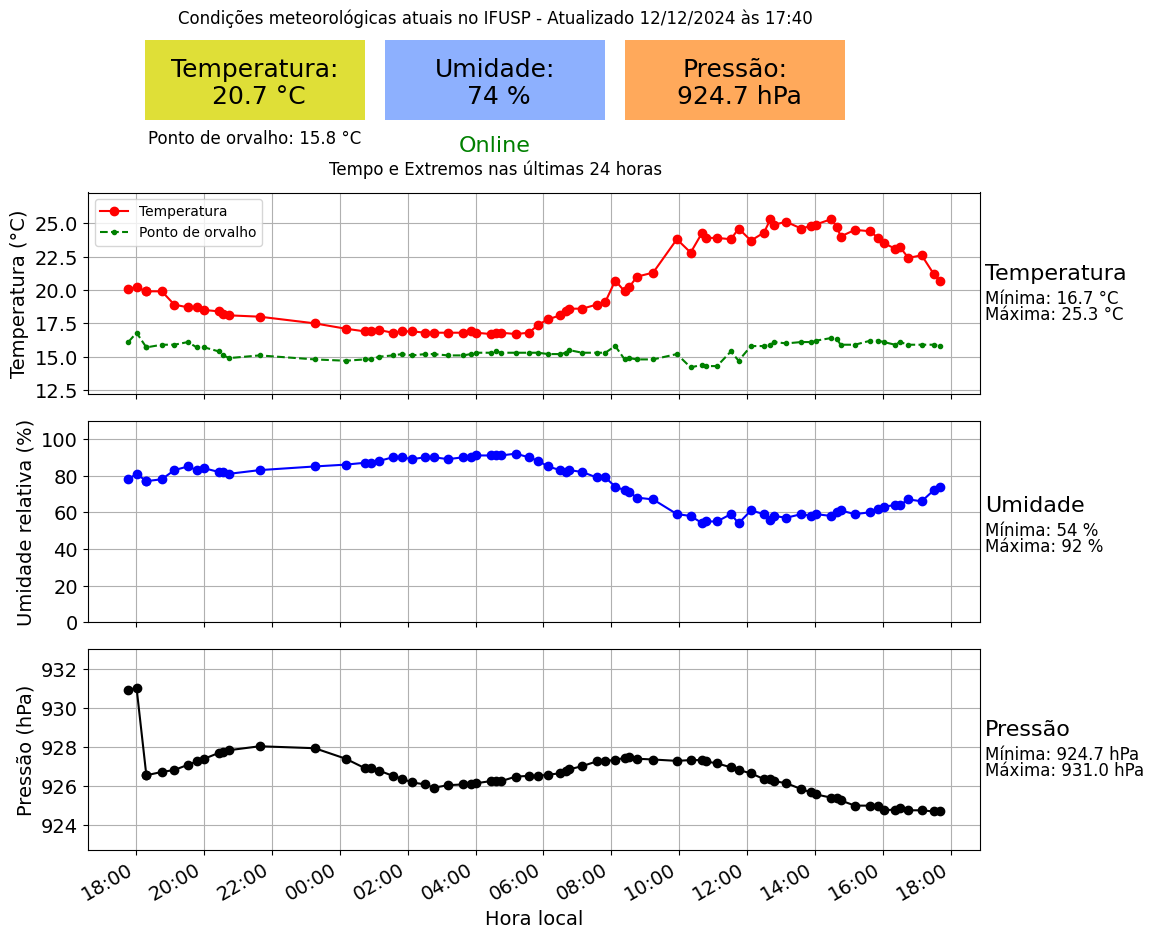 Condições meteorológicas atuais no IFUSP - Atualizado 12/12/2024 às 17:40
Temperatura:
20.7 °C
Umidade:
74 %
Pressão:
924.7 hPa
Ponto de orvalho: 15.8 °C
Online
Tempo e Extremos nas últimas 24 horas
Temperatura (°C)
25.0
22.5
20.0
17.5
15.0
12.5
Temperatura
Ponto de orvalho
Temperatura
Mínima: 16.7 °C
Máxima: 25.3 °C
Umidade relativa (%)
100
80
60
40
20
0
Umidade
Mínima: 54 %
Máxima: 92 %
Pressão (hPa)
932
930
928
926
924
Pressão
Mínima: 924.7 hPa
Máxima: 931.0 hPa
18:00 20:00 22:00 00:00 02:00 04:00 06:00 08:00 10:00 12:00 14:00 16:00 18:00
Hora local